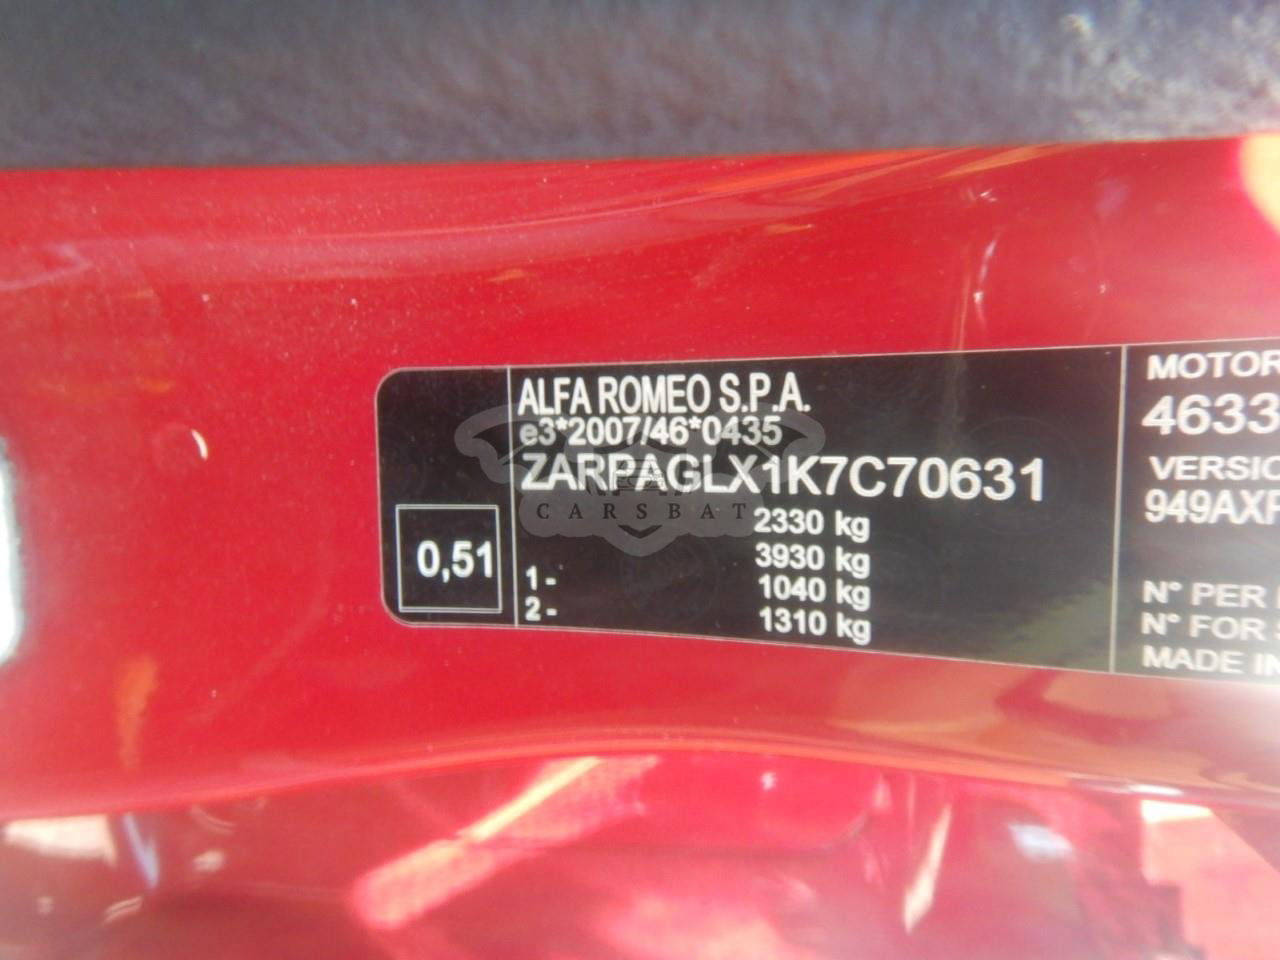 ALFA ROMEO S.P.A.
e3*2007/46*0435
ZARPAGLX1K7C70631
CARSBAT
2330 kg
3930 kg
1- 1040 kg
2- 1310 kg
0,51
MOTOR
4633
VERSIO
949AXF
N° PER
N° FOR
MADE IN